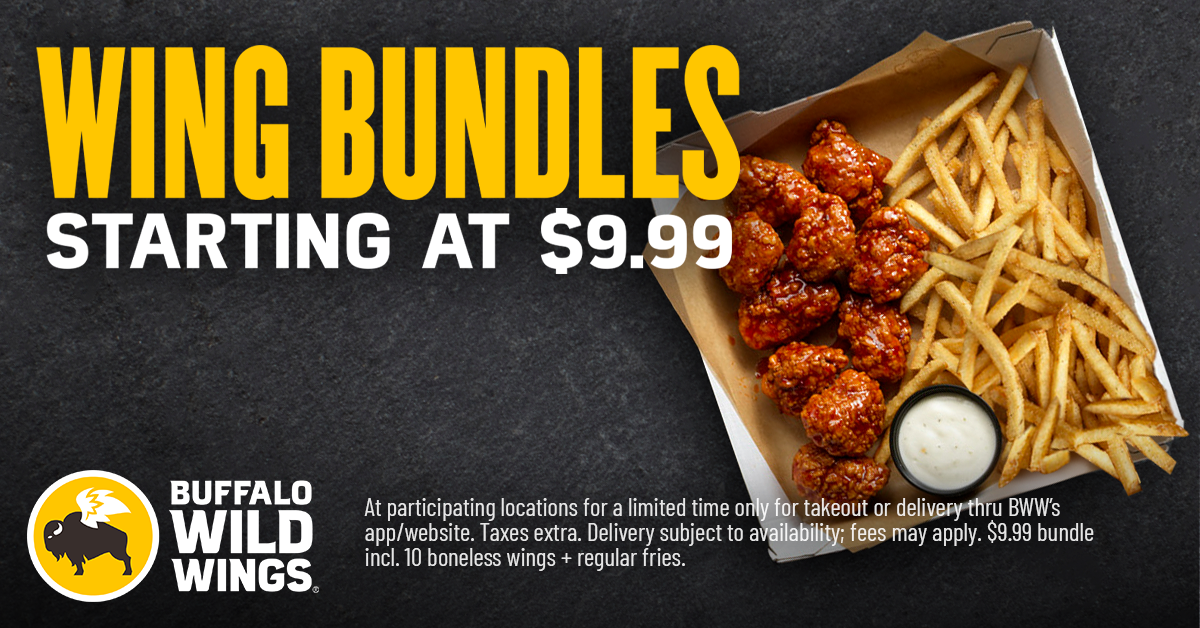 WING BUNDLES
STARTING AT $9.99
BUFFALO
WILD
WINGS®
At participating locations for a limited time only for takeout or delivery thru BWW's
app/website. Taxes extra. Delivery subject to availability; fees may apply. $9.99 bundle
incl. 10 boneless wings + regular fries.